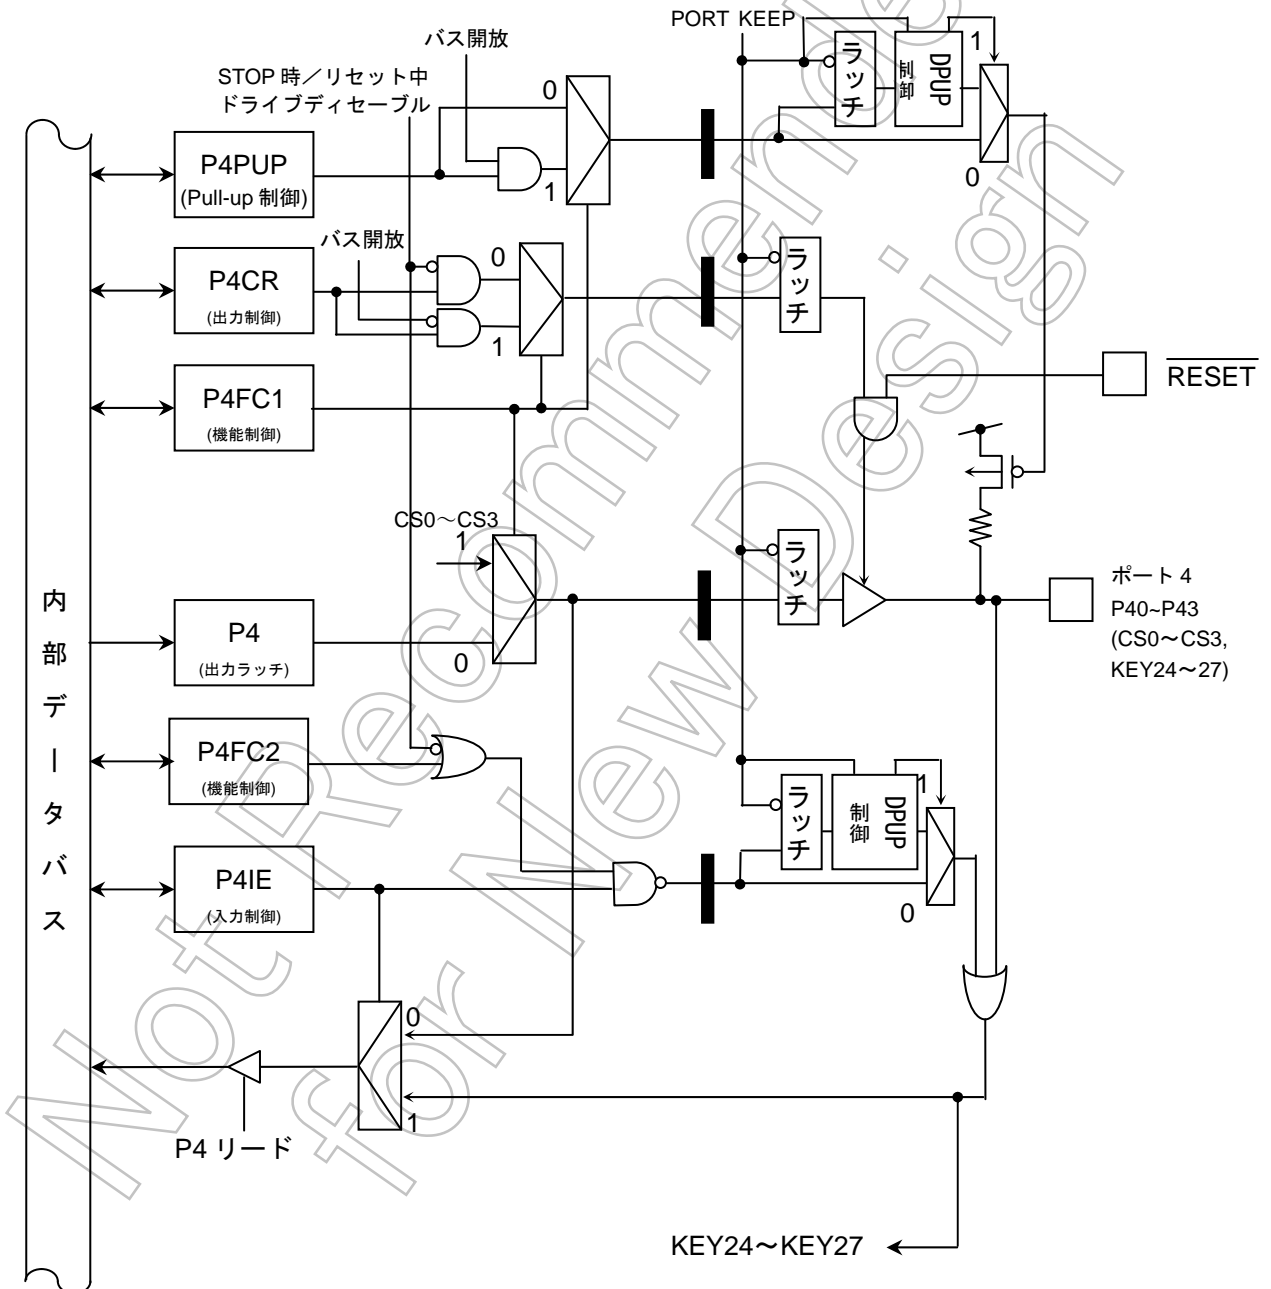 PORT KEEP
バス開放
STOP 時／リセット中
ドライブディセーブル
ラッチ
制御
DPUP
1
0
0
1
P4PUP
(Pull-up 制御)
バス開放
P4CR
(出力制御)
0
1
ラッチ
RESET
P4FC1
(機能制御)
CS0～CS3
1
0
ラッチ
ポート 4
P40~P43
(CS0～CS3,
KEY24～27)
内部データバス
P4
(出力ラッチ)
P4FC2
(機能制御)
ラッチ
制御
DPUP
1
0
P4IE
(入力制御)
0
1
P4 リード
KEY24～KEY27
Not Recommended
for New Design